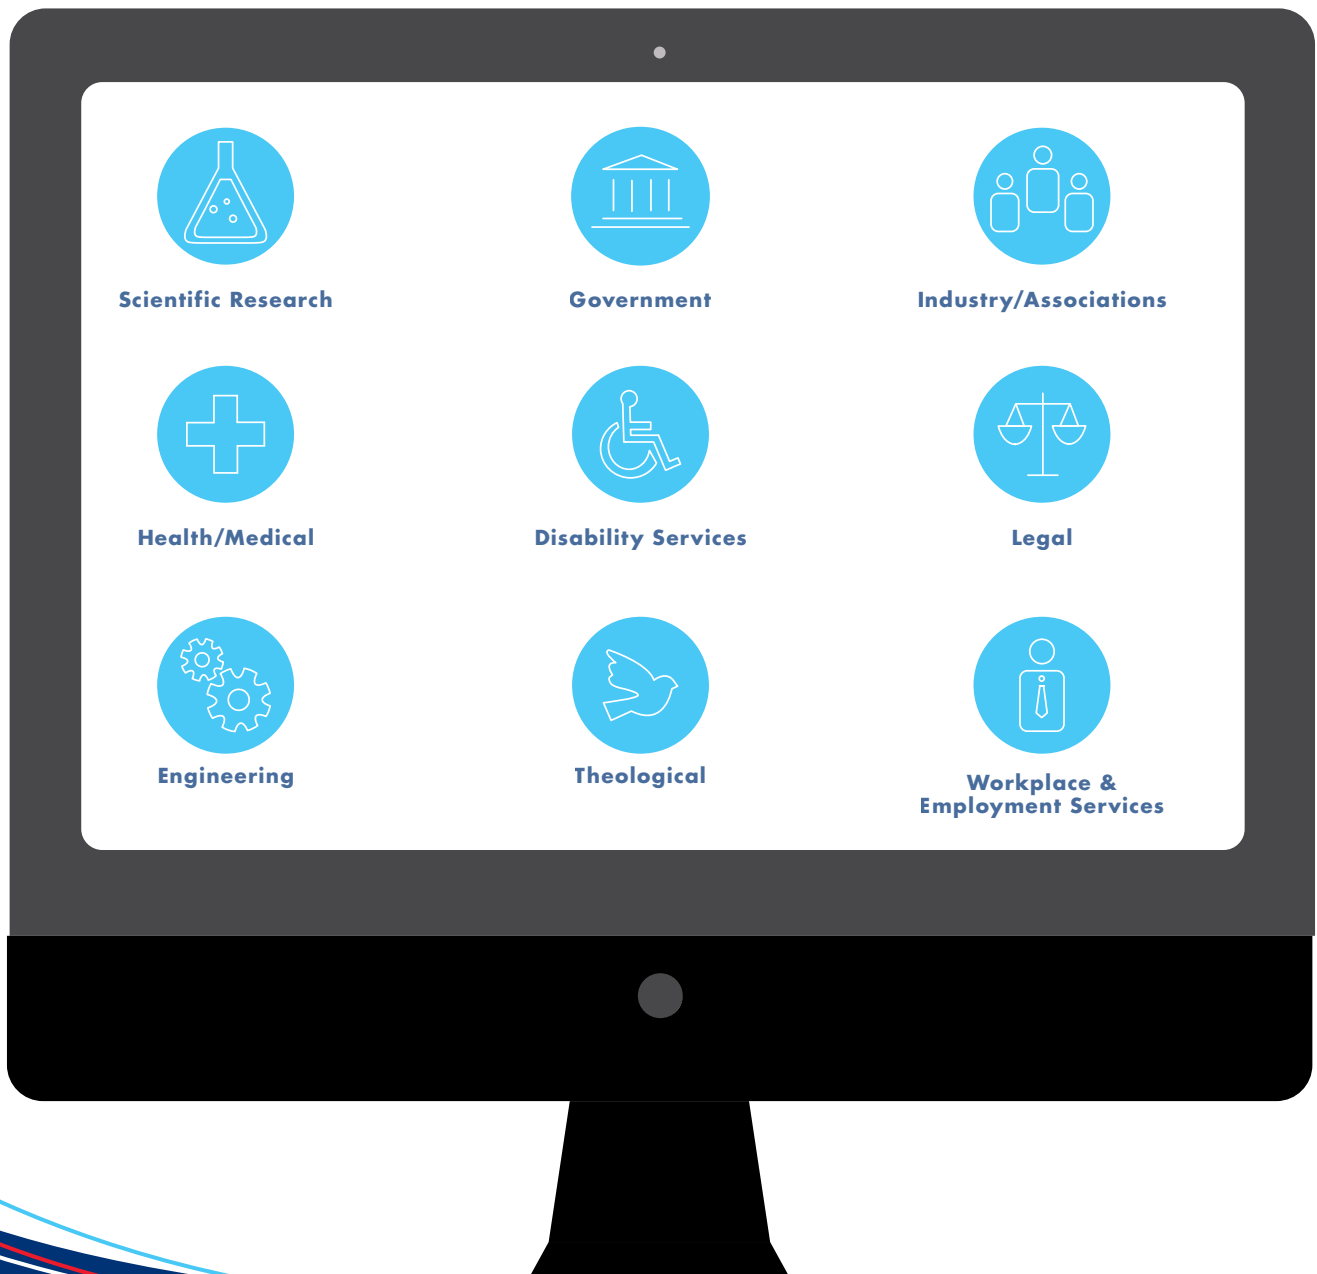 Scientific Research
Government
Industry/Associations
Health/Medical
Disability Services
Legal
Engineering
Theological
Workplace &
Employment Services